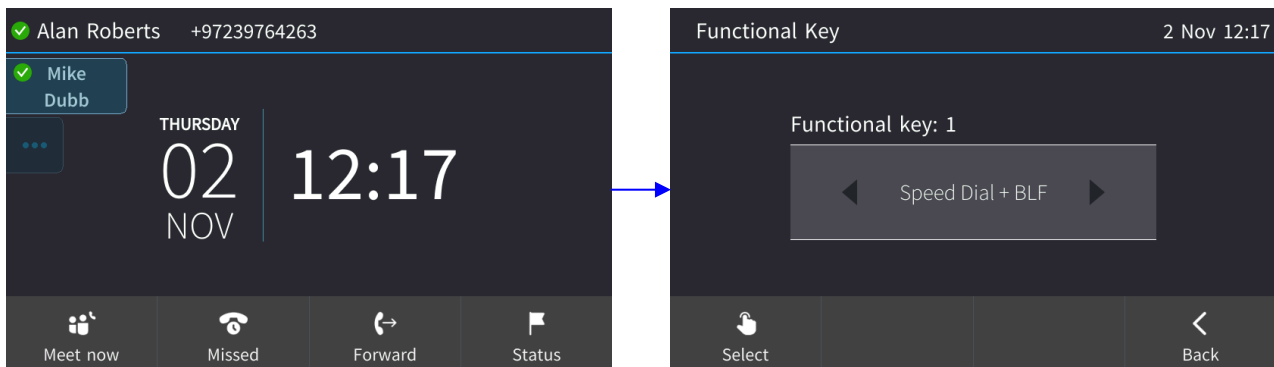 Alan Roberts +97239764263
Mike
Dubb
THURSDAY
02
NOV
12:17
Meet now Missed Forward Status
Functional Key 2 Nov 12:17
Functional key: 1
Speed Dial + BLF
Select Back